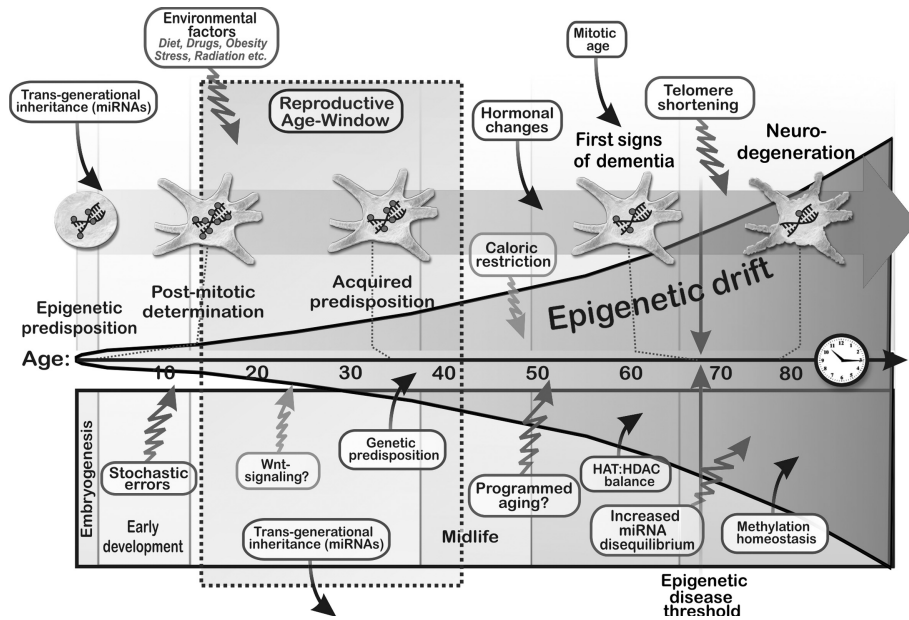 Environmental
factors
Diet, Drugs, Obesity
Stress, Radiation etc.
Mitotic
age
Trans-generational
inheritance (miRNAs)
Reproductive
Age-Window
Hormonal
changes
Telomere
shortening
First signs
of dementia
Neuro-
degeneration
Caloric
restriction
Epigenetic
predisposition
Post-mitotic
determination
Acquired
predisposition
Epigenetic drift
Age:
10 20 30 40 50 60 70 80
Embryogenesis
Stochastic
errors
Wnt-
signaling?
Genetic
predisposition
Programmed
aging?
HAT:HDAC
balance
Increased
miRNA
disequilibrium
Methylation
homeostasis
Early
development
Trans-generational
inheritance (miRNAs)
Midlife
Epigenetic
disease
threshold